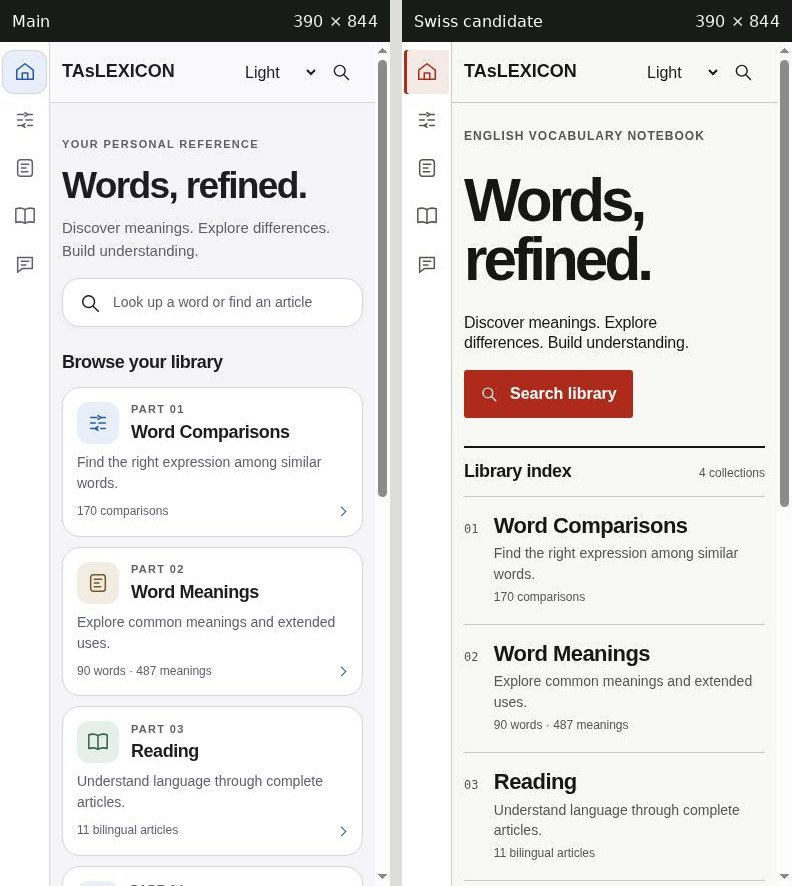 Main 390 × 844
TAsLEXICON Light
YOUR PERSONAL REFERENCE
Words, refined.
Discover meanings. Explore differences.
Build understanding.
Look up a word or find an article
Browse your library
PART 01
Word Comparisons
Find the right expression among similar
words.
170 comparisons
PART 02
Word Meanings
Explore common meanings and extended
uses.
90 words · 487 meanings
PART 03
Reading
Understand language through complete
articles.
11 bilingual articles
Swiss candidate 390 × 844
TAsLEXICON Light
ENGLISH VOCABULARY NOTEBOOK
Words,
refined.
Discover meanings. Explore
differences. Build understanding.
Search library
Library index 4 collections
01 Word Comparisons
Find the right expression among similar
words.
170 comparisons
02 Word Meanings
Explore common meanings and extended
uses.
90 words · 487 meanings
03 Reading
Understand language through complete
articles.
11 bilingual articles